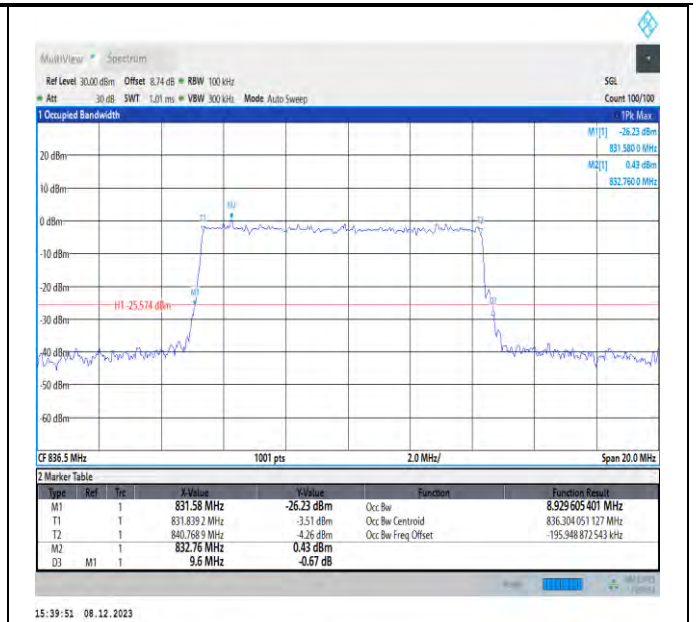 MultiView Spectrum
Ref Level 30.00 dBm Offset 8.74 dB RBW 100 kHz SGL
Att 30 dB SWT 1.01 ms VBW 300 kHz Mode Auto Sweep Count 100/100
1 Occupied Bandwidth 1Pk Max
M1[1] -26.23 dBm
831.580 0 MHz
20 dBm
M2[1] 0.43 dBm
832.760 0 MHz
10 dBm
M2
0 dBm T1 T2
-10 dBm
-20 dBm
M1
H1 -25.574 dBm
-30 dBm
-40 dBm
-50 dBm
-60 dBm
CF 836.5 MHz 1001 pts 2.0 MHz/ Span 20.0 MHz
2 Marker Table
Type Ref Trc X-Value Y-Value Function Function Result
M1 1 831.58 MHz -26.23 dBm Occ Bw 8.929 605 401 MHz
T1 1 831.839 2 MHz -3.51 dBm Occ Bw Centroid 836.304 051 127 MHz
T2 1 840.768 9 MHz -4.26 dBm Occ Bw Freq Offset -195.948 872 543 kHz
M2 1 832.76 MHz 0.43 dBm
D3 M1 1 9.6 MHz -0.67 dB
15:39:51 08.12.2023